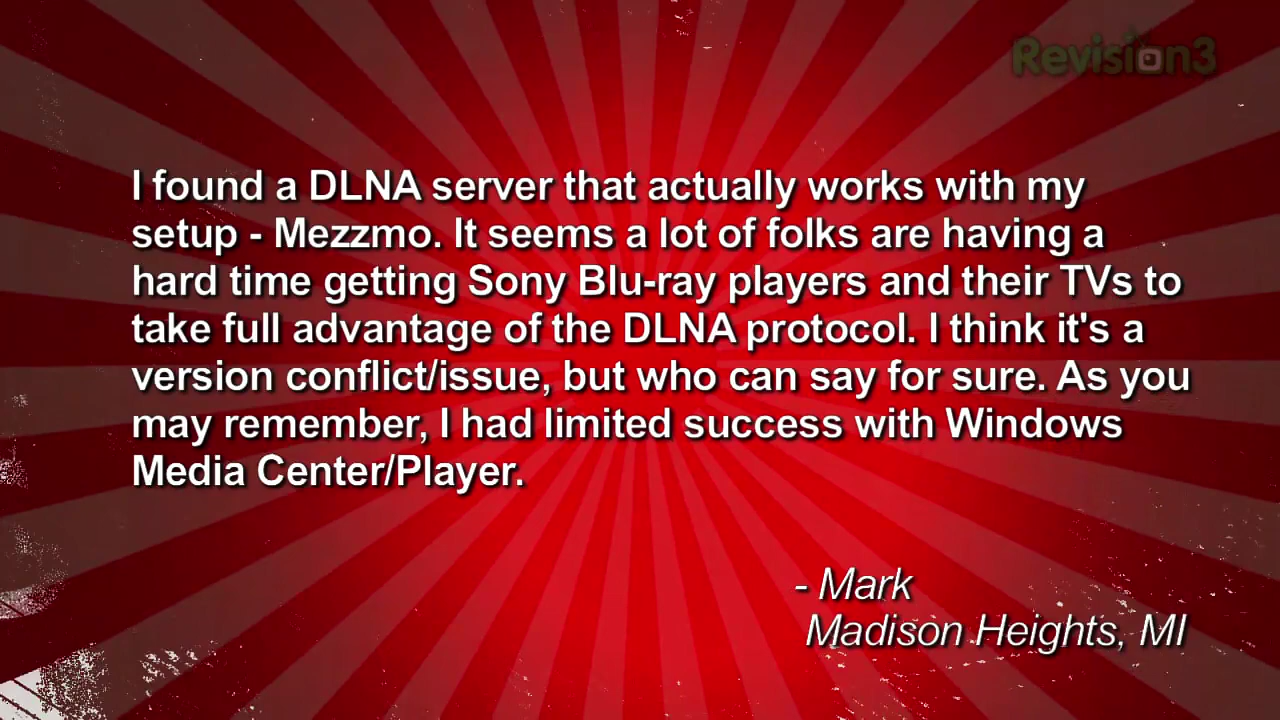 Revision3
I found a DLNA server that actually works with my
setup - Mezzmo. It seems a lot of folks are having a
hard time getting Sony Blu-ray players and their TVs to
take full advantage of the DLNA protocol. I think it's a
version conflict/issue, but who can say for sure. As you
may remember, I had limited success with Windows
Media Center/Player.
- Mark
Madison Heights, MI